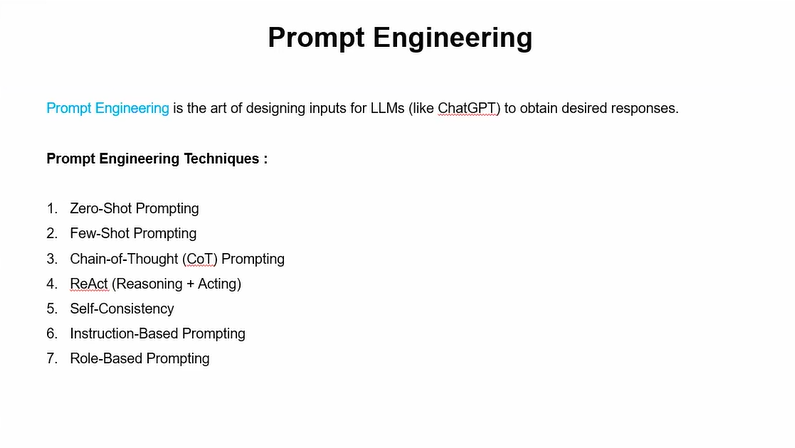 Prompt Engineering
Prompt Engineering is the art of designing inputs for LLMs (like ChatGPT) to obtain desired responses.
Prompt Engineering Techniques :
1. Zero-Shot Prompting
2. Few-Shot Prompting
3. Chain-of-Thought (CoT) Prompting
4. ReAct (Reasoning + Acting)
5. Self-Consistency
6. Instruction-Based Prompting
7. Role-Based Prompting